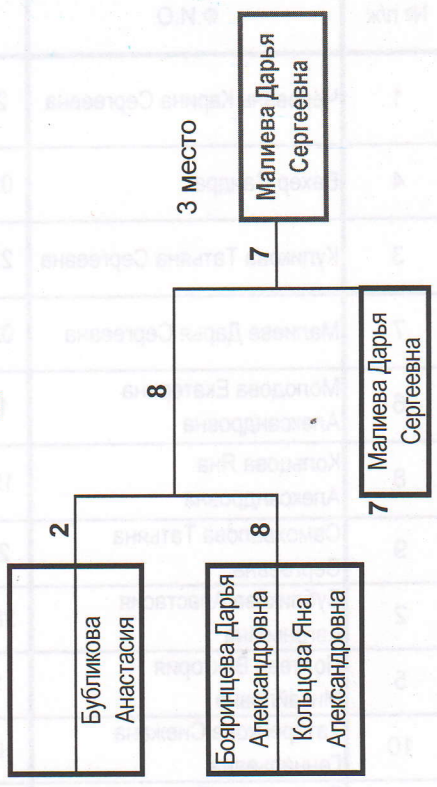 3 место
Малиева Дарья
Сергеевна
7
8
Малиева Дарья
Сергеевна
7
2
Бубликова
Анастасия
8
Бояринцева Дарья
Александровна
Кольцова Яна
Александровна